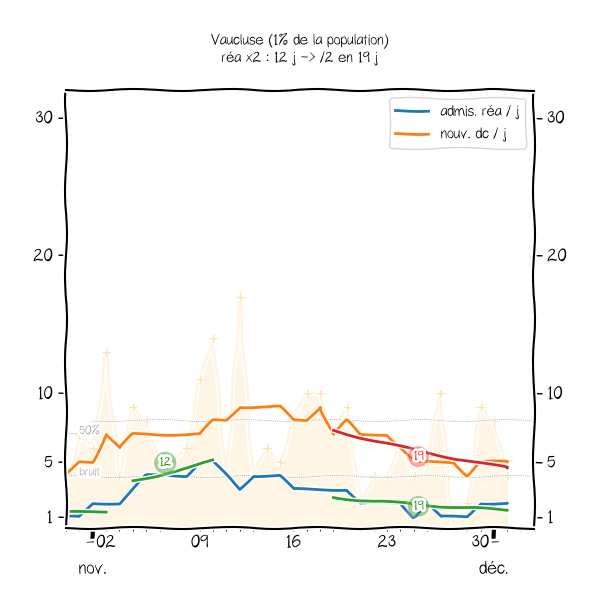 Vaucluse (1% de la population)
réa x2 : 12 j -> /2 en 19 j
admis. réa / j
nouv. dc / j
30 30
20 20
10 10
50%
12 19
5 5
bruit
19
1 1
02 09 16 23 30
nov. déc.